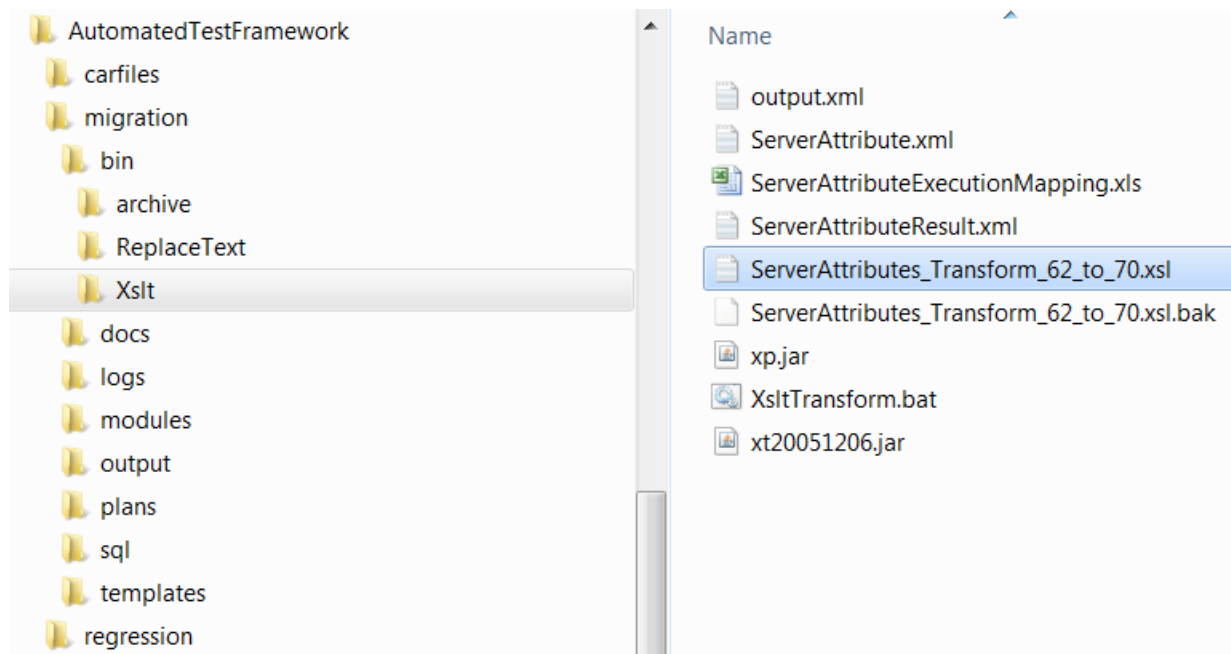 AutomatedTestFramework
carfiles
migration
bin
archive
ReplaceText
Xslt
docs
logs
modules
output
plans
sql
templates
regression
Name
output.xml
ServerAttribute.xml
ServerAttributeExecutionMapping.xls
ServerAttributeResult.xml
ServerAttributes_Transform_62_to_70.xsl
ServerAttributes_Transform_62_to_70.xsl.bak
xp.jar
XsltTransform.bat
xt20051206.jar